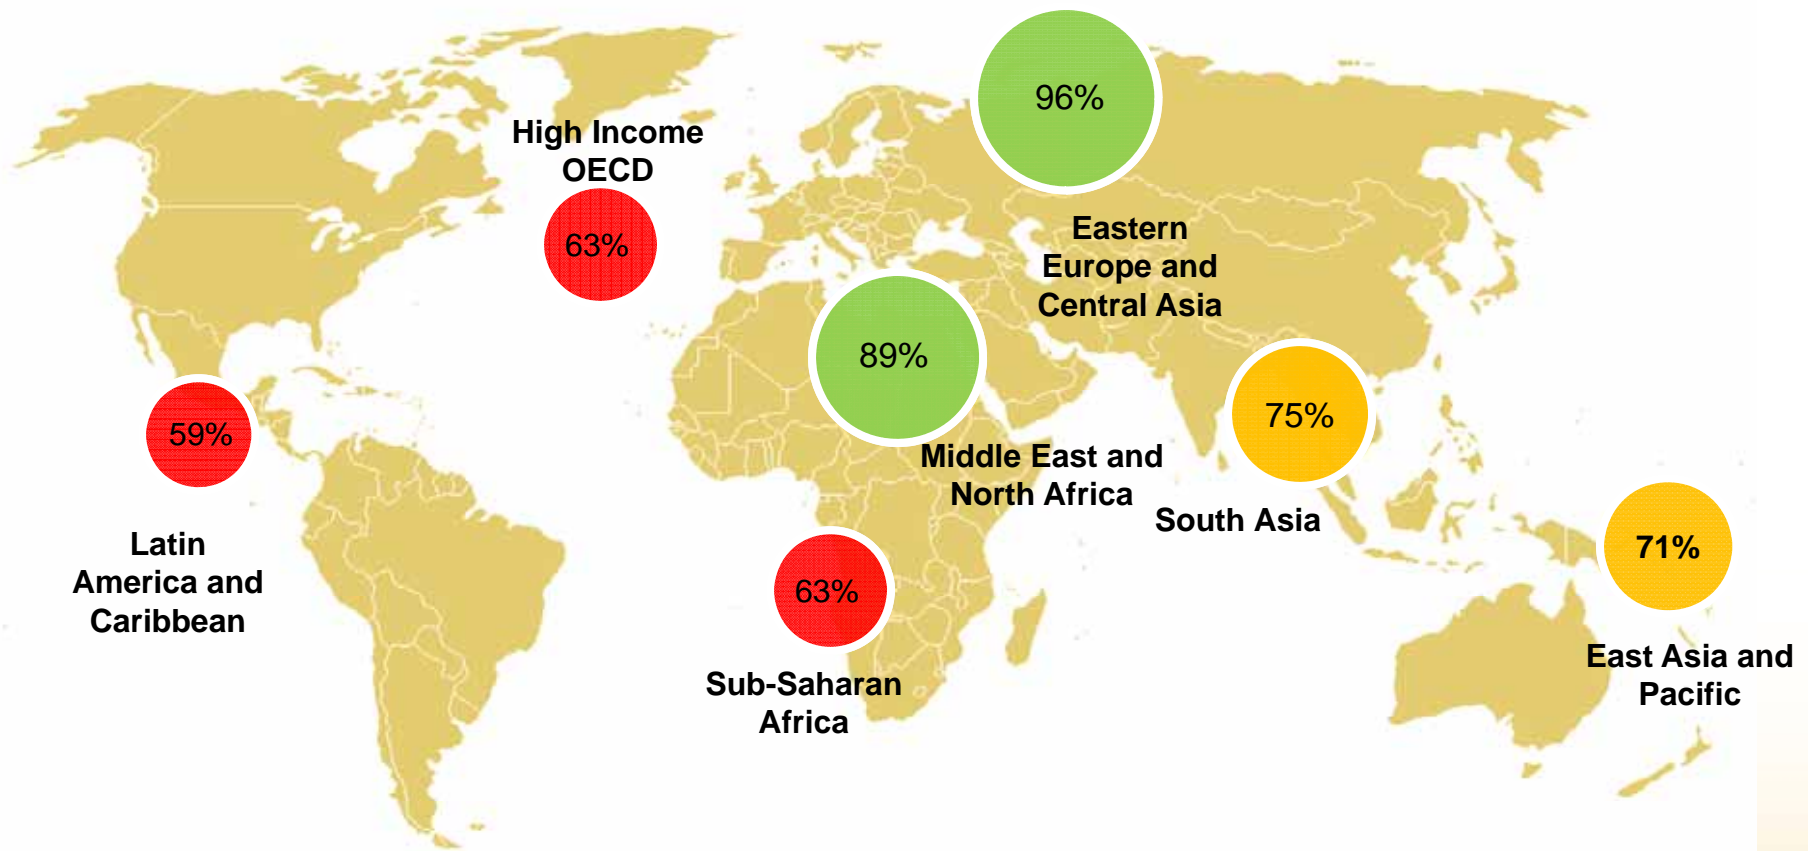 96%
High Income
OECD
63%
Eastern
Europe and
Central Asia
89%
59%
75%
Middle East and
North Africa
South Asia
71%
Latin
America and
Caribbean
63%
East Asia and
Pacific
Sub-Saharan
Africa